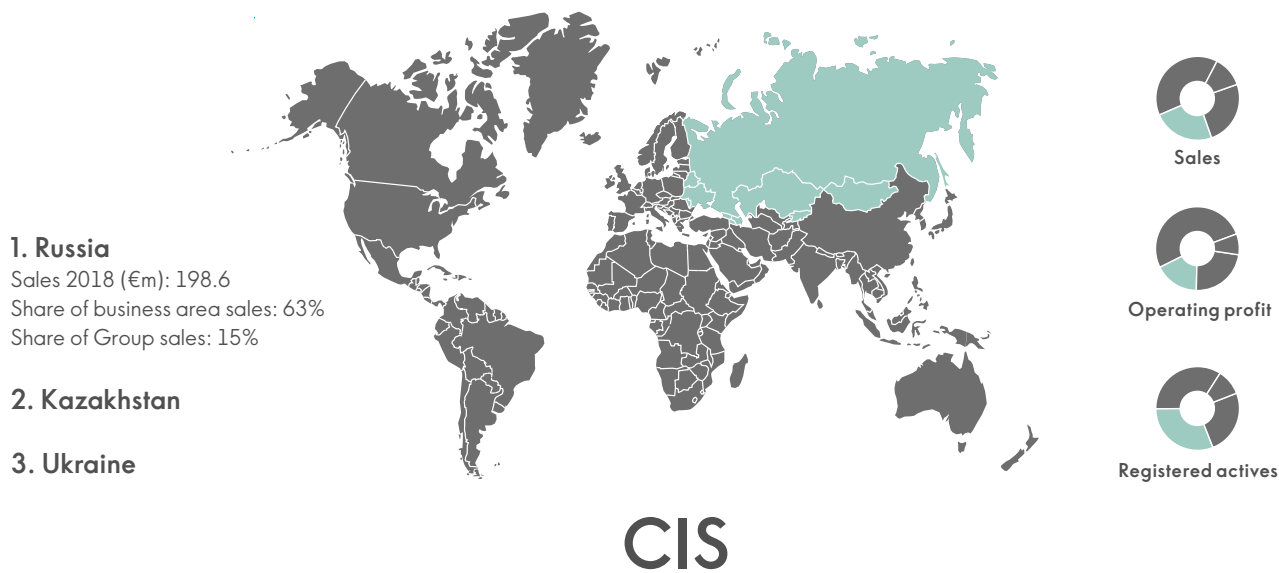 1. Russia
Sales 2018 (€m): 198.6
Share of business area sales: 63%
Share of Group sales: 15%
2. Kazakhstan
3. Ukraine
Sales
Operating profit
Registered actives
CIS